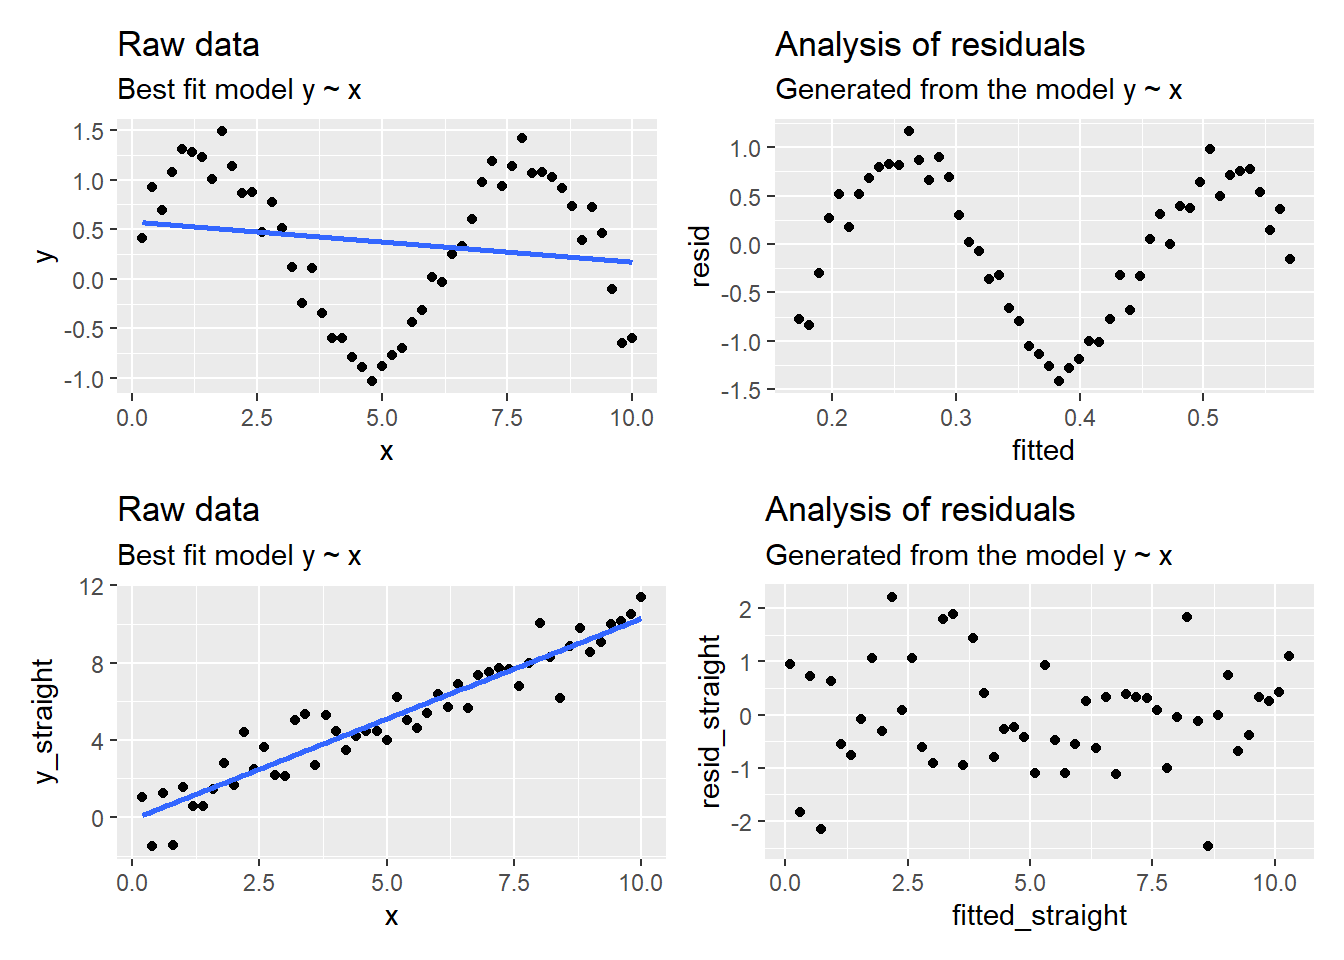 Raw data
Best fit model y ~ x
1.5
1.0
0.5
0.0
-0.5
-1.0
y
0.0 2.5 5.0 7.5 10.0
x
Analysis of residuals
Generated from the model y ~ x
1.0
0.5
0.0
-0.5
-1.0
-1.5
resid
0.2 0.3 0.4 0.5
fitted
Raw data
Best fit model y ~ x
12
8
4
0
y_straight
0.0 2.5 5.0 7.5 10.0
x
Analysis of residuals
Generated from the model y ~ x
2
1
0
-1
-2
resid_straight
0.0 2.5 5.0 7.5 10.0
fitted_straight